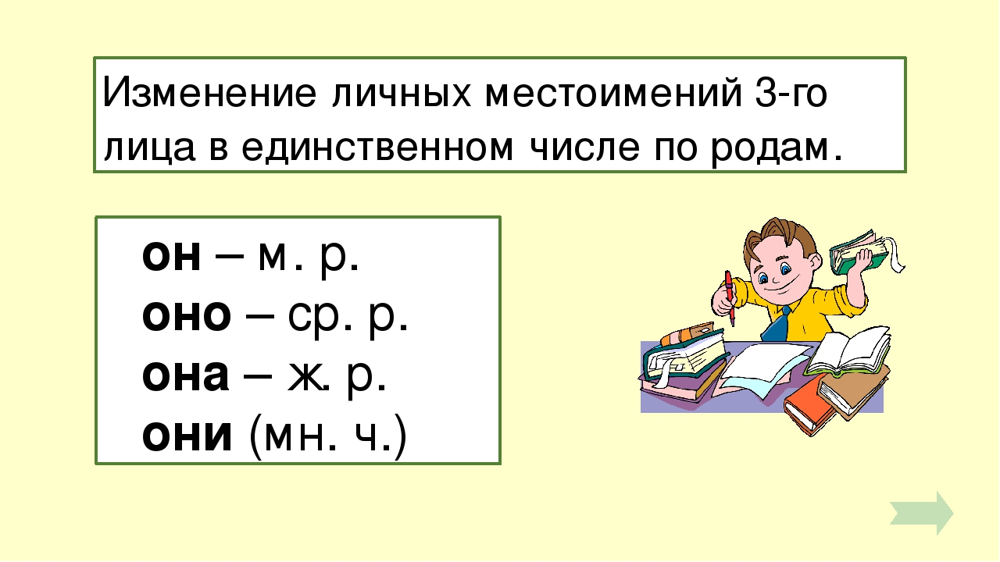 Изменение личных местоимений 3-го
лица в единственном числе по родам.
он – м. р.
оно – ср. р.
она – ж. р.
они (мн. ч.)